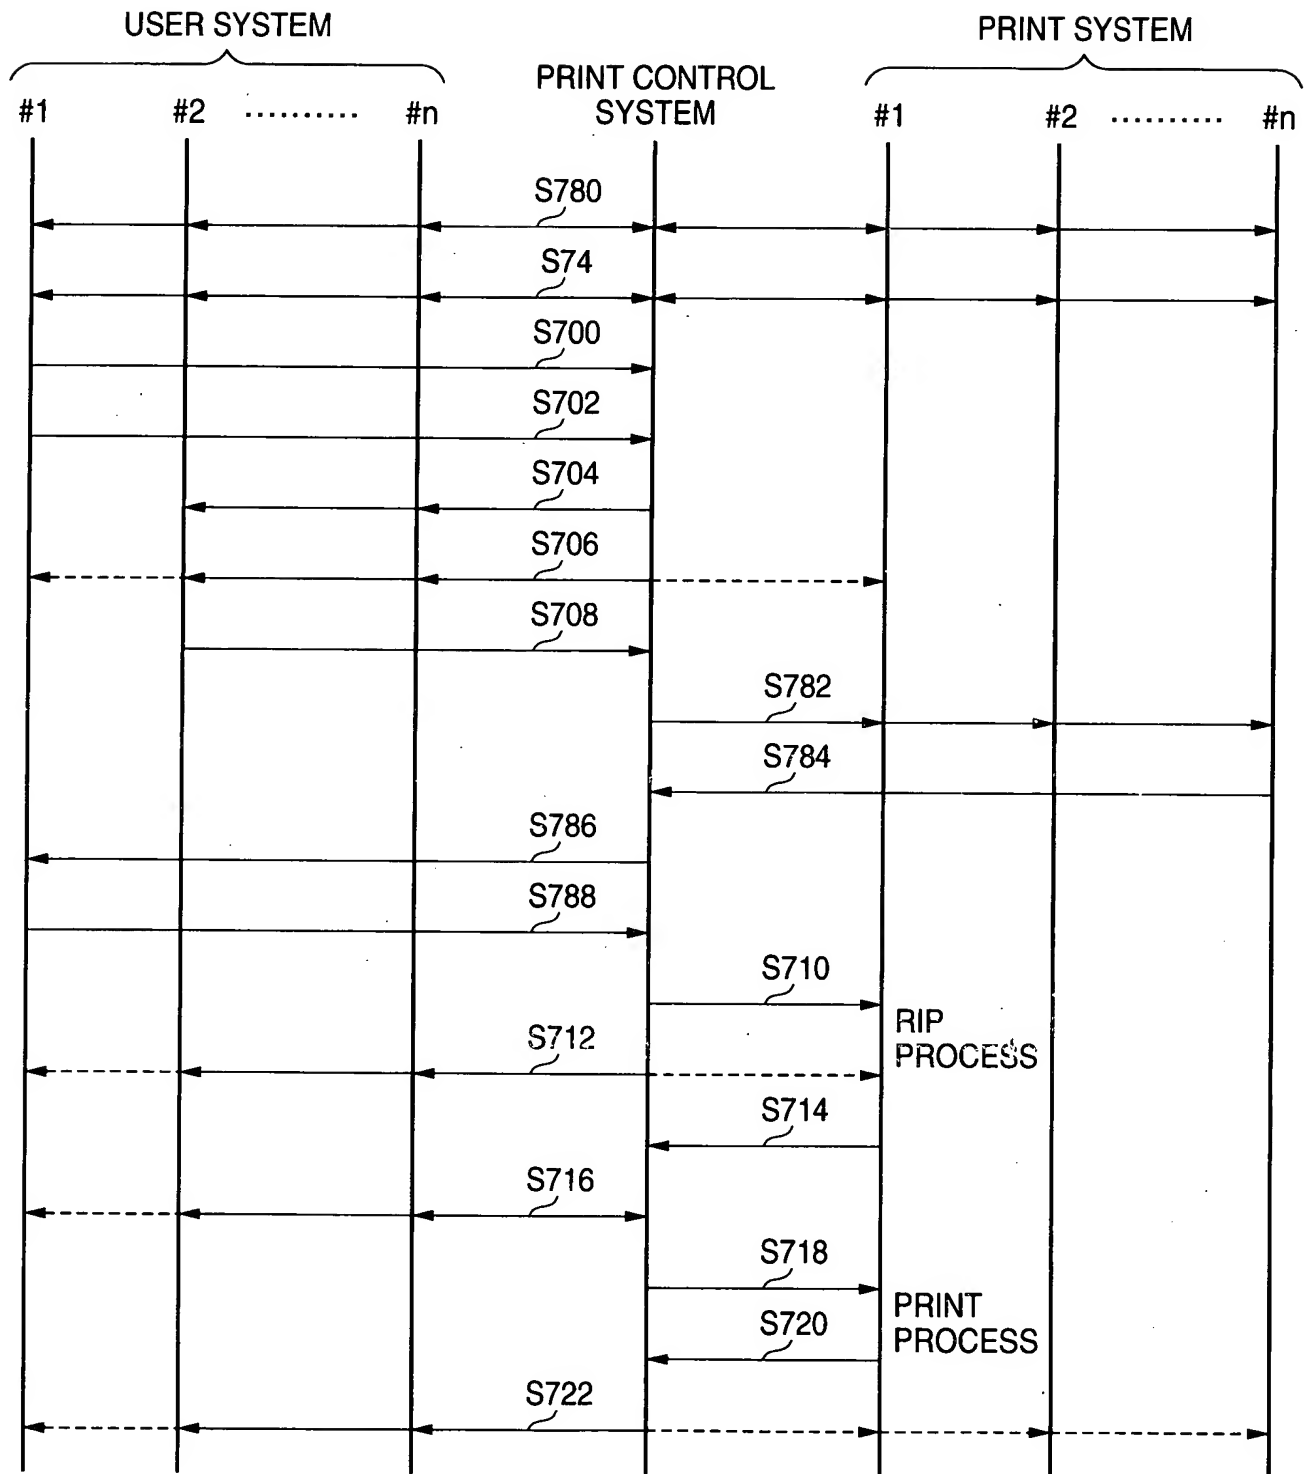 USER SYSTEM
PRINT SYSTEM
PRINT CONTROL
SYSTEM
#1 #2 .......... #n
#1 #2 .......... #n
S780
S74
S700
S702
S704
S706
S708
S782
S784
S786
S788
S710
RIP
PROCESS
S712
S714
S716
S718
PRINT
PROCESS
S720
S722